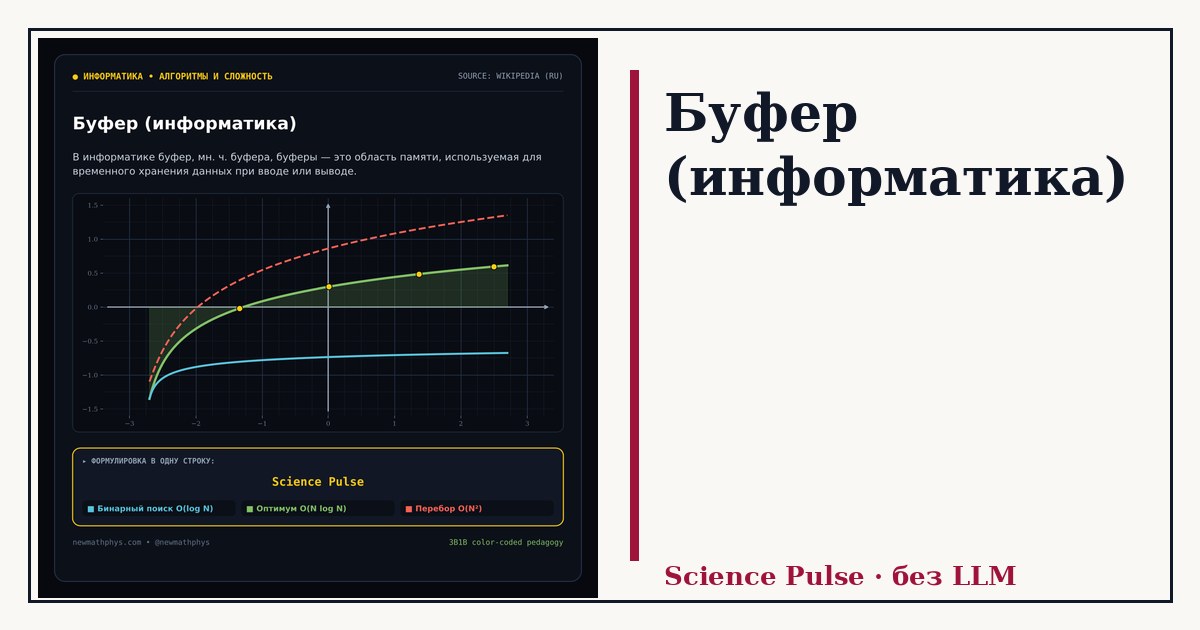 ● ИНФОРМАТИКА • АЛГОРИТМЫ И СЛОЖНОСТЬ
SOURCE: WIKIPEDIA (RU)
Буфер (информатика)
В информатике буфер, мн. ч. буфера, буферы — это область памяти, используемая для
временного хранения данных при вводе или выводе.
1.5
1.0
0.5
0.0
−0.5
−1.0
−1.5
−3 −2 −1 0 1 2 3
▸ ФОРМУЛИРОВКА В ОДНУ СТРОКУ:
Science Pulse
■ Бинарный поиск O(log N) ■ Оптимум O(N log N) ■ Перебор O(N²)
newmathphys.com • @newmathphys
3B1B color-coded pedagogy
Буфер
(информатика)
Science Pulse · без LLM